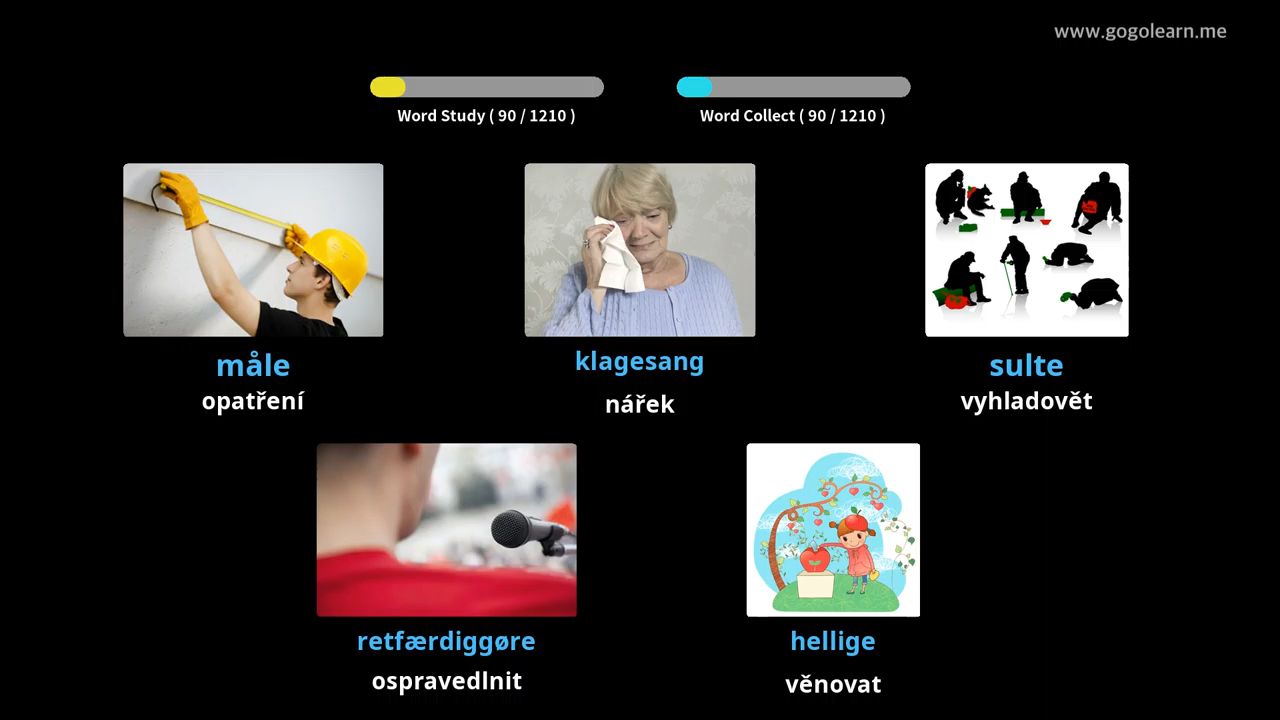 www.gogolearn.me
Word Study ( 90 / 1210 )
Word Collect ( 90 / 1210 )
måle
opatření
klagesang
nářek
sulte
vyhladovět
retfærdiggøre
ospravedlnit
hellige
věnovat